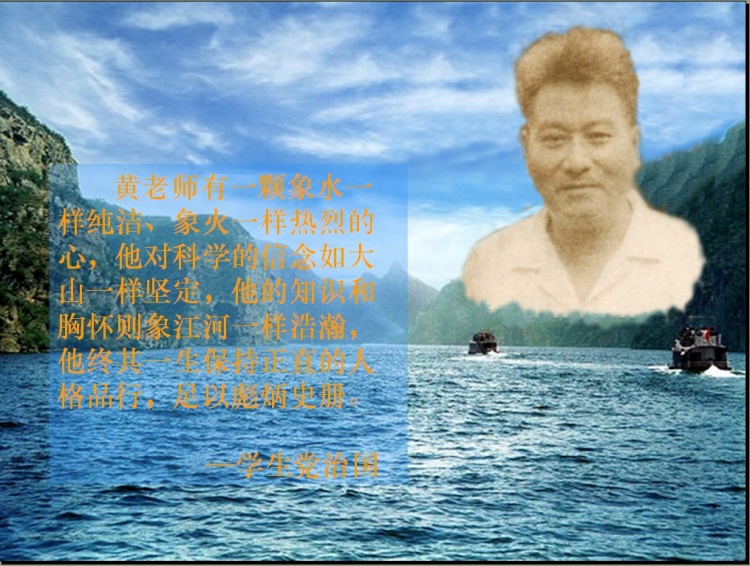 黄老师有一颗象水一
样纯洁、象火一样热烈的
心，他对科学的信念如大
山一样坚定，他的知识和
胸怀则象江河一样浩瀚，
他终其一生保持正直的人
格品行，足以彪炳史册。
—学生党治国